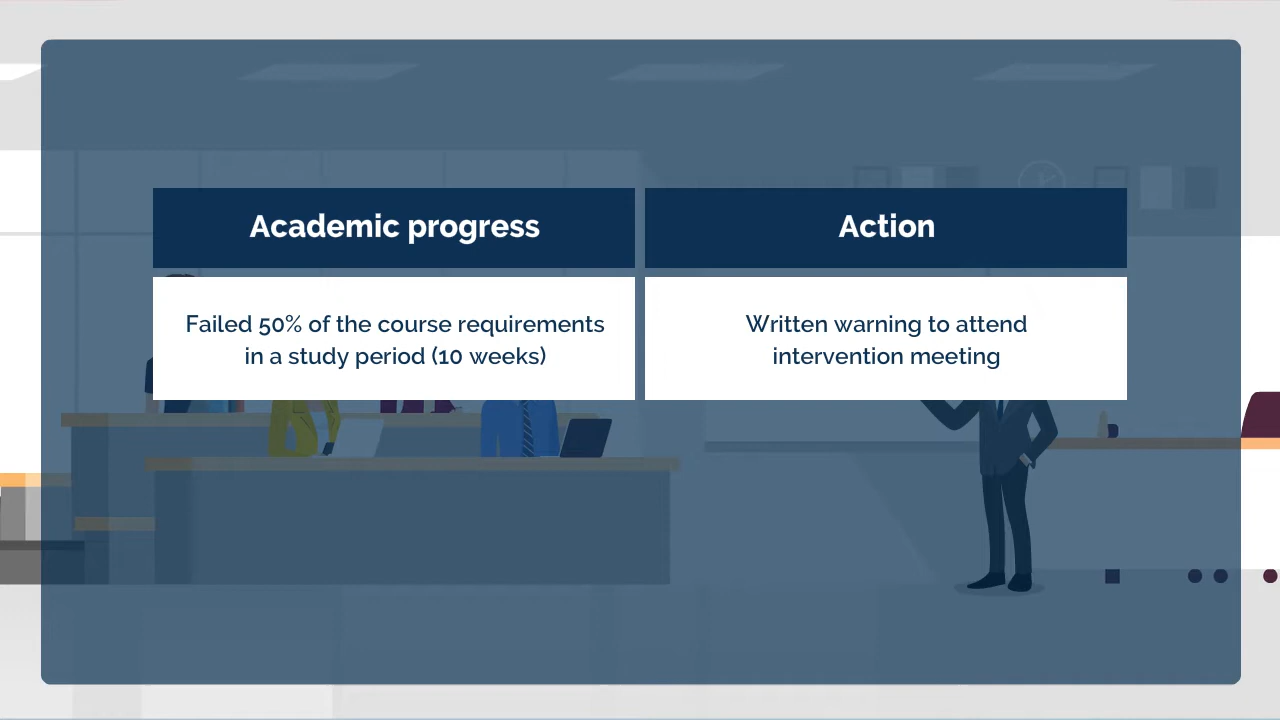 Academic progress
Action
Failed 50% of the course requirements
in a study period (10 weeks)
Written warning to attend
intervention meeting